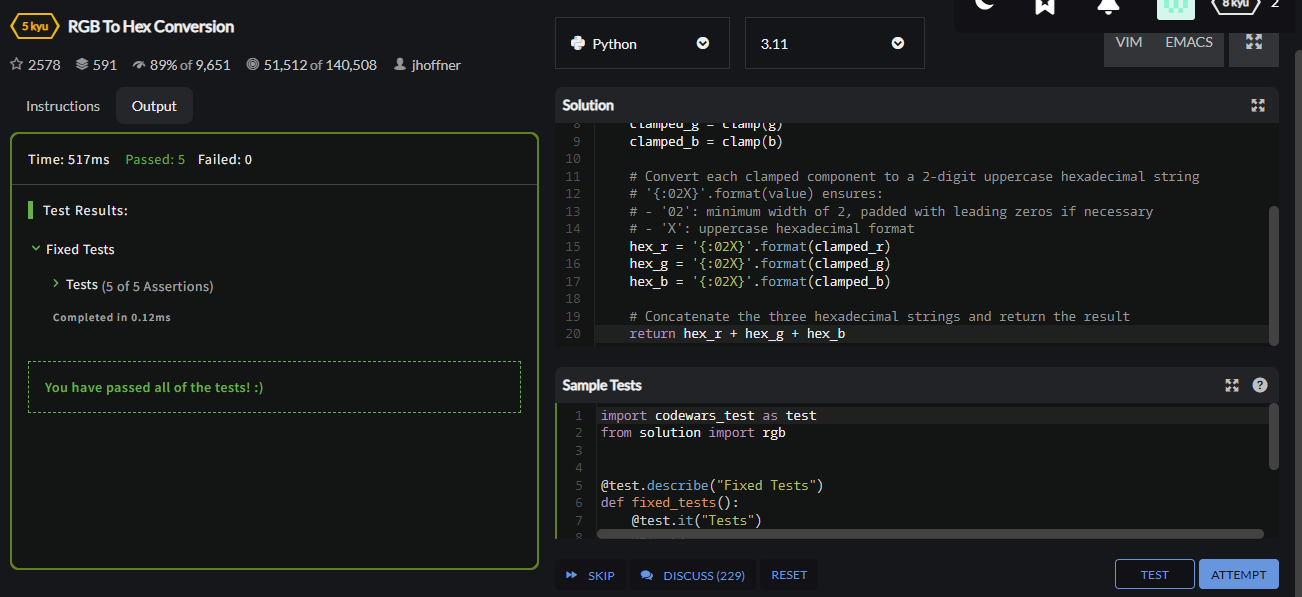 5 kyu RGB To Hex Conversion
2578 591 89% of 9,651 51,512 of 140,508 jhoffner
Instructions Output
Time: 517ms Passed: 5 Failed: 0
Test Results:
Fixed Tests
Tests (5 of 5 Assertions)
Completed in 0.12ms
You have passed all of the tests! :)
8 kyu 2
Python 3.11 VIM EMACS
Solution
8 clamped_g = clamp(g)
9 clamped_b = clamp(b)
10
11 # Convert each clamped component to a 2-digit uppercase hexadecimal string
12 # '{:02X}'.format(value) ensures:
13 # - '02': minimum width of 2, padded with leading zeros if necessary
14 # - 'X': uppercase hexadecimal format
15 hex_r = '{:02X}'.format(clamped_r)
16 hex_g = '{:02X}'.format(clamped_g)
17 hex_b = '{:02X}'.format(clamped_b)
18
19 # Concatenate the three hexadecimal strings and return the result
20 return hex_r + hex_g + hex_b
Sample Tests
1 import codewars_test as test
2 from solution import rgb
3
4
5 @test.describe("Fixed Tests")
6 def fixed_tests():
7 @test.it("Tests")
8
SKIP DISCUSS (229) RESET TEST ATTEMPT